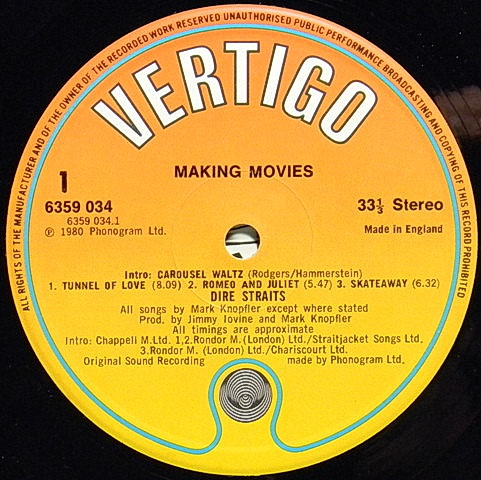 ALL RIGHTS OF THE MANUFACTURER AND OF THE OWNER OF THE RECORDED WORK RESERVED UNAUTHORISED PUBLIC PERFORMANCE BROADCASTING AND COPYING OF THIS RECORD PROHIBITED
VERTIGO
MAKING MOVIES
1
6359 034
6359 034.1
℗ 1980 Phonogram Ltd.
33⅓ Stereo
Made in England
Intro: CAROUSEL WALTZ (Rodgers/Hammerstein)
1. TUNNEL OF LOVE (8.09) 2. ROMEO AND JULIET (5.47) 3. SKATEAWAY (6.32)
DIRE STRAITS
All songs by Mark Knopfler except where stated
Prod. by Jimmy Iovine and Mark Knopfler
All timings are approximate
Intro: Chappell M.Ltd. 1,2.Rondor M.(London) Ltd./Straitjacket Songs Ltd.
3.Rondor M. (London) Ltd./Chariscourt Ltd.
Original Sound Recording made by Phonogram Ltd.